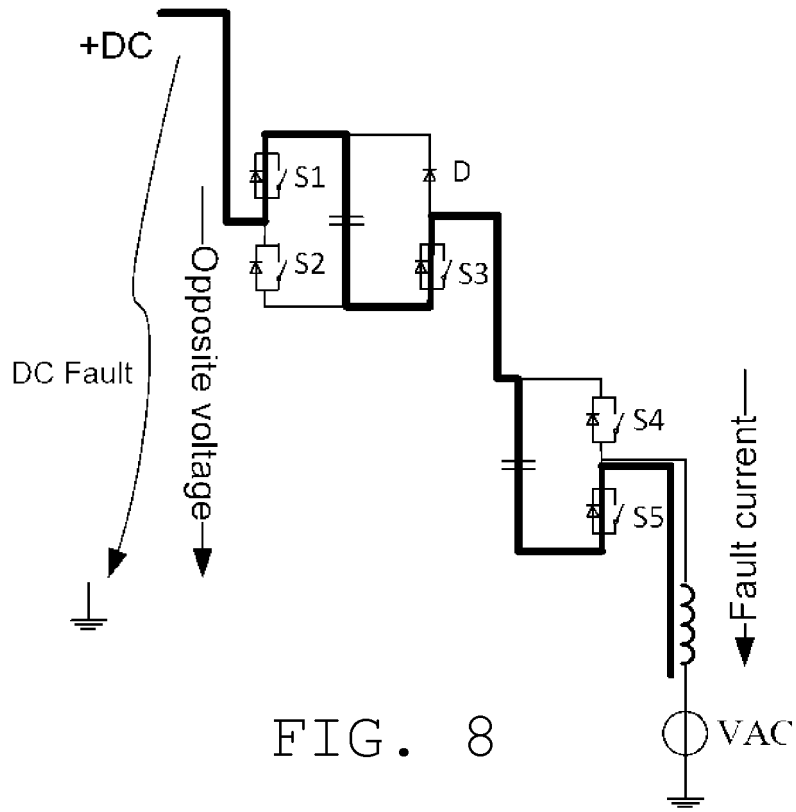 +DC
S1
D
S2
S3
Opposite voltage
DC Fault
S4
S5
Fault current
FIG. 8
VAC